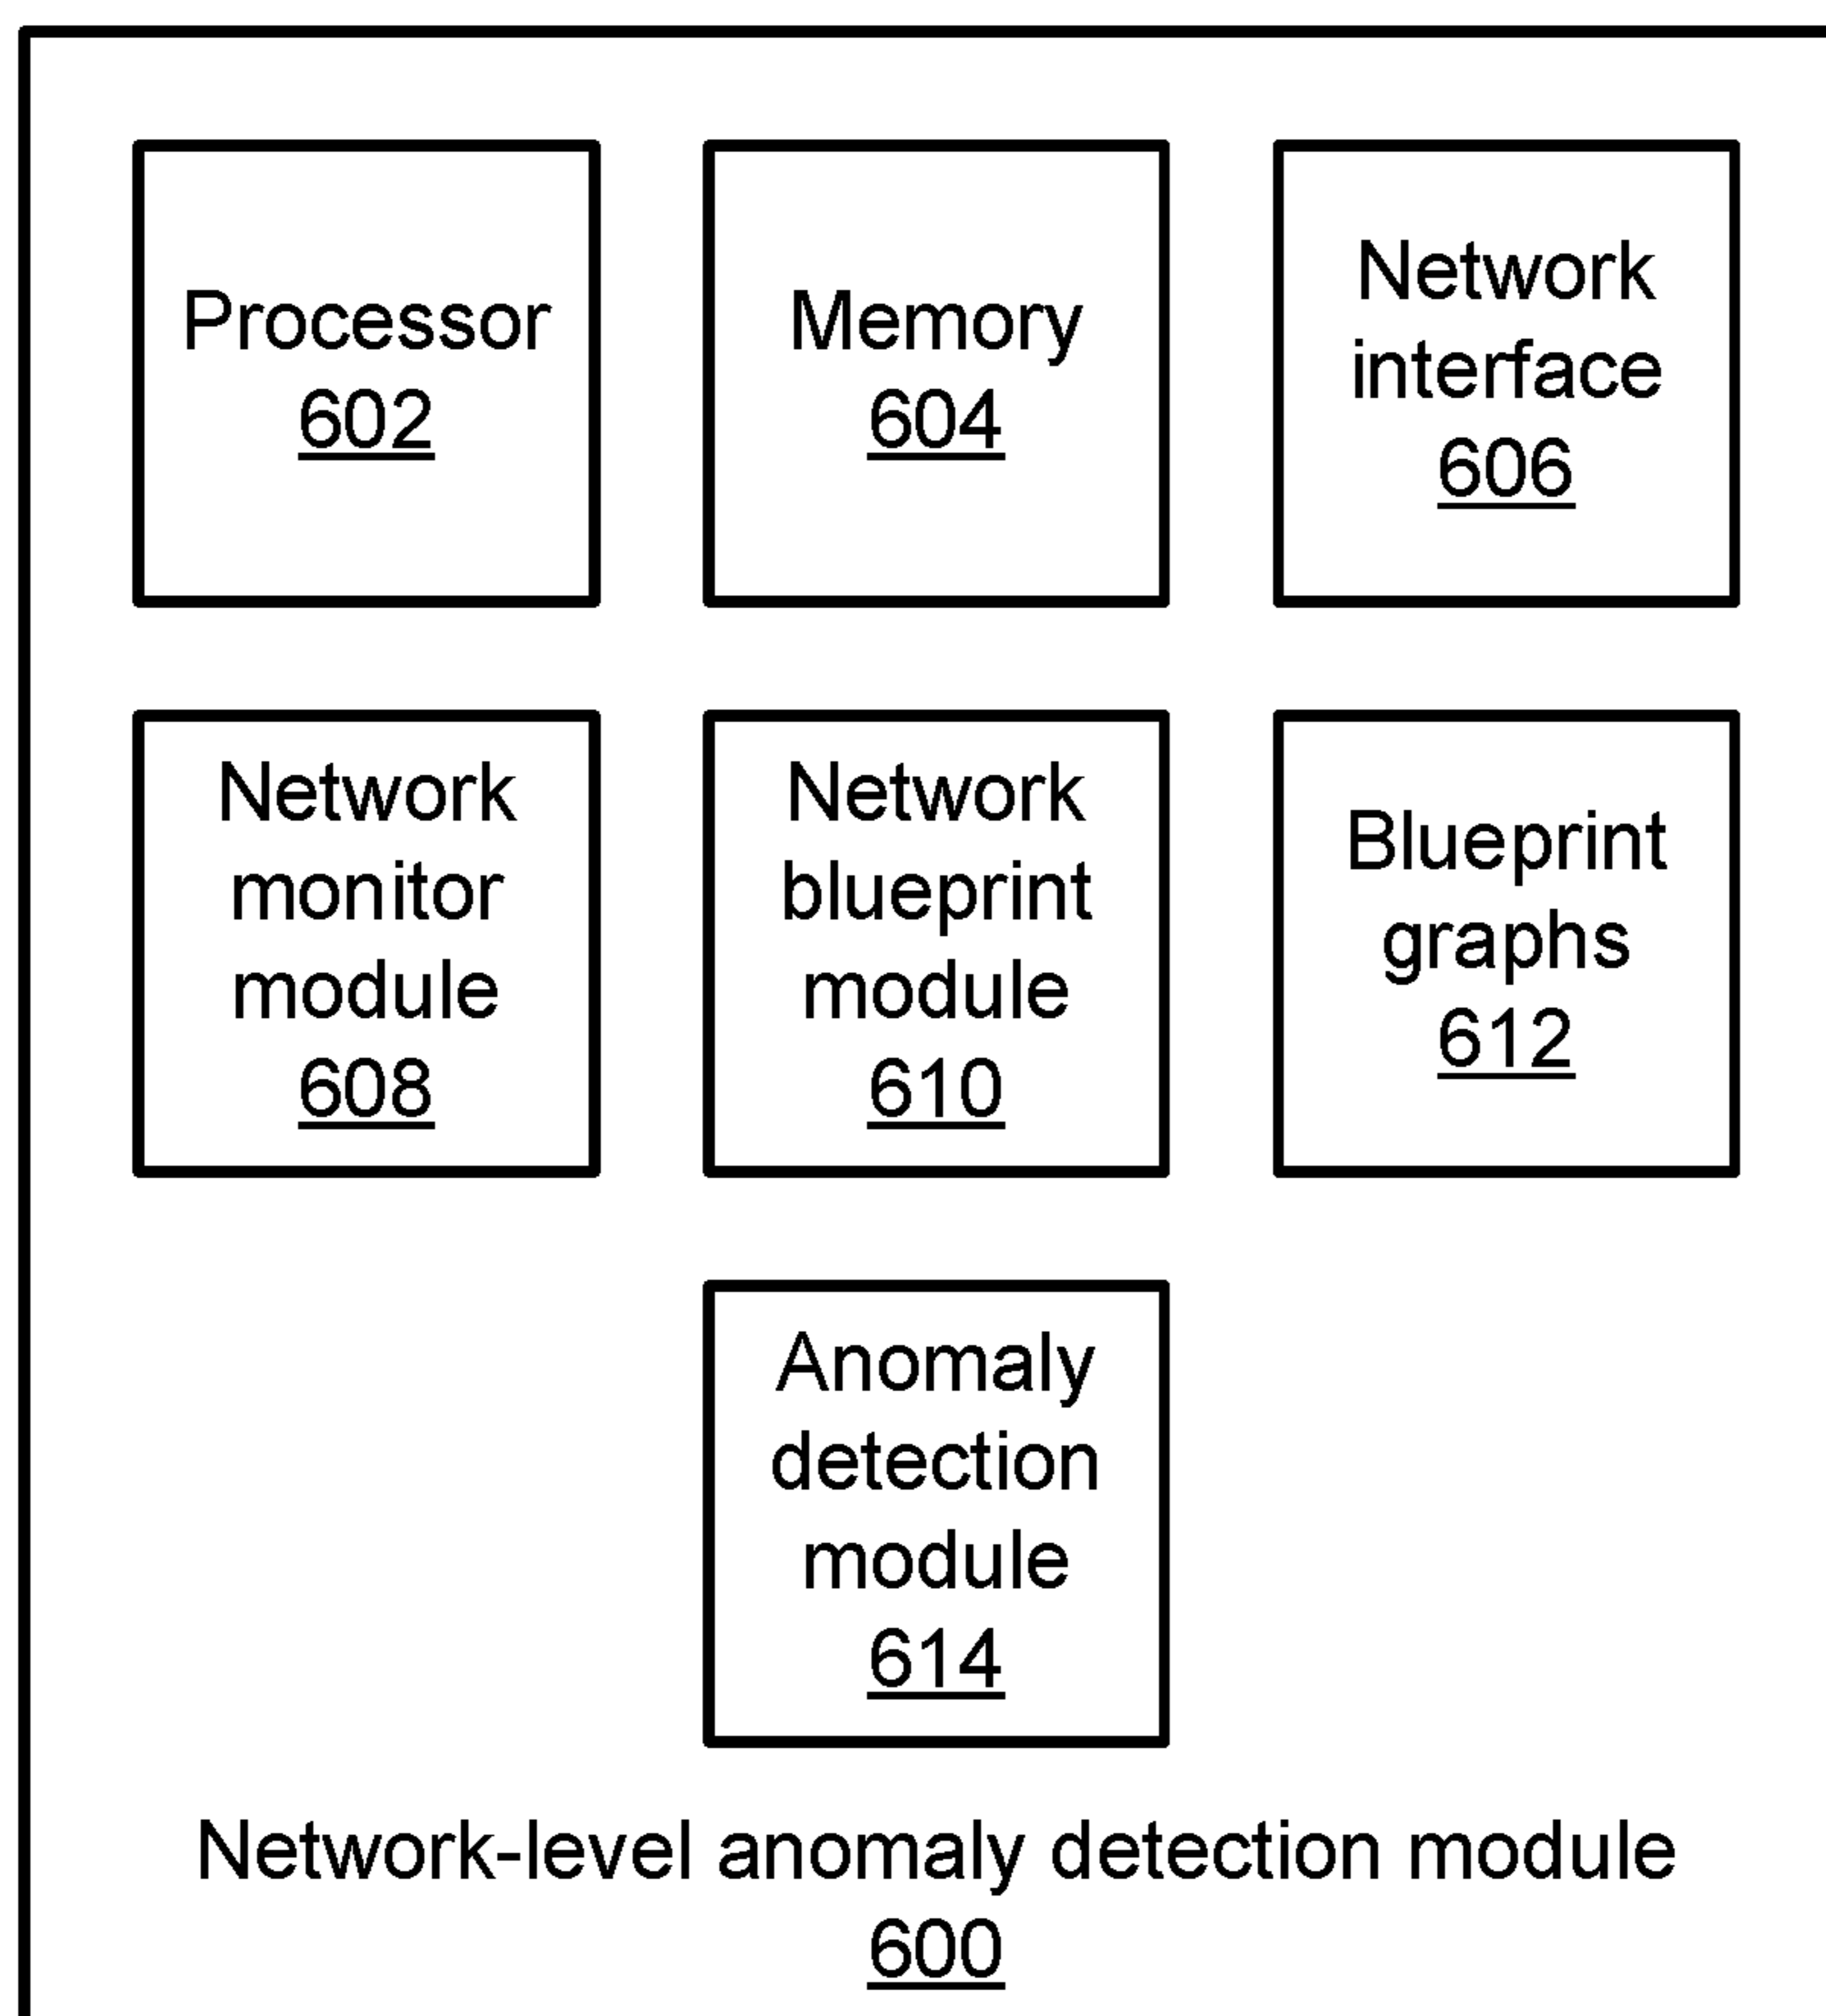 Processor
602
Memory
604
Network
interface
606
Network
monitor
module
608
Network
blueprint
module
610
Blueprint
graphs
612
Anomaly
detection
module
614
Network-level anomaly detection module
600